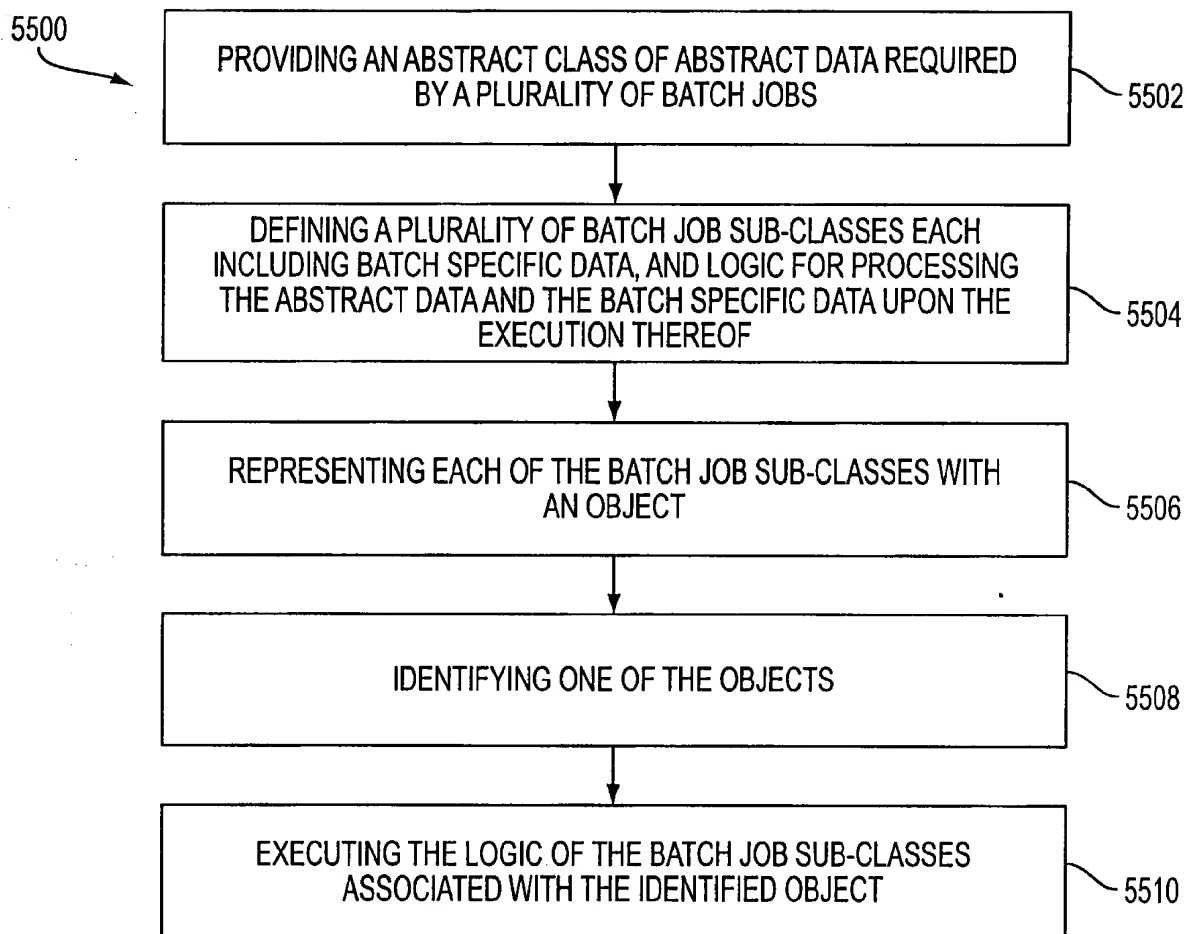 5500
PROVIDING AN ABSTRACT CLASS OF ABSTRACT DATA REQUIRED
BY A PLURALITY OF BATCH JOBS
5502
DEFINING A PLURALITY OF BATCH JOB SUB-CLASSES EACH
INCLUDING BATCH SPECIFIC DATA, AND LOGIC FOR PROCESSING
THE ABSTRACT DATA AND THE BATCH SPECIFIC DATA UPON THE
EXECUTION THEREOF
5504
REPRESENTING EACH OF THE BATCH JOB SUB-CLASSES WITH
AN OBJECT
5506
IDENTIFYING ONE OF THE OBJECTS
5508
EXECUTING THE LOGIC OF THE BATCH JOB SUB-CLASSES
ASSOCIATED WITH THE IDENTIFIED OBJECT
5510